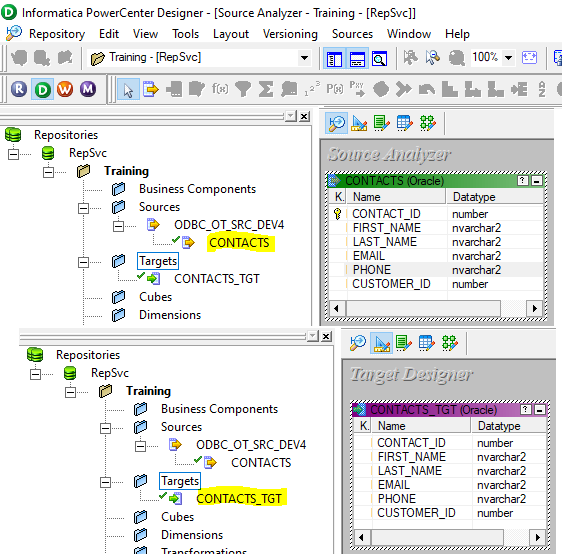 Informatica PowerCenter Designer - [Source Analyzer - Training - [RepSvc]]
Repository Edit View Tools Layout Versioning Sources Targets
Training - [RepSvc] 100%
R D W M
Repositories
RepSvc
Training
Business Components
Sources
ODBC_OT_SRC_DEV4
CONTACTS
Targets
CONTACTS_TGT
Cubes
Dimensions
Source Analyzer
CONTACTS (Oracle)
K. Name Datatype
CONTACT_ID number
FIRST_NAME nvarchar2
LAST_NAME nvarchar2
EMAIL nvarchar2
PHONE nvarchar2
CUSTOMER_ID number
Repositories
RepSvc
Training
Business Components
Sources
ODBC_OT_SRC_DEV4
CONTACTS
Targets
CONTACTS_TGT
Cubes
Dimensions
Transformations
Target Designer
CONTACTS_TGT (Oracle)
K. Name Datatype
CONTACT_ID number
FIRST_NAME nvarchar2
LAST_NAME nvarchar2
EMAIL nvarchar2
PHONE nvarchar2
CUSTOMER_ID number